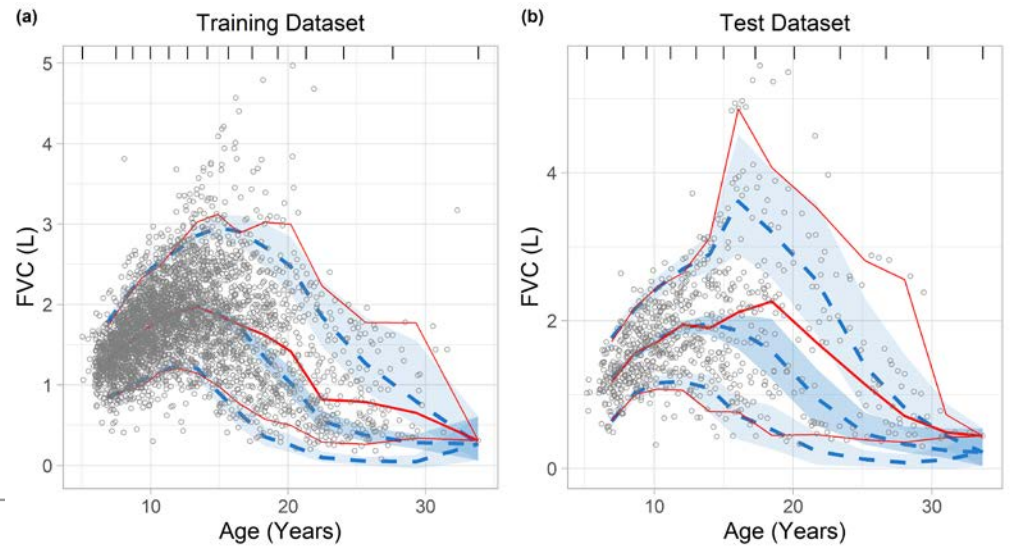 (a) Training Dataset
FVC (L)
5
4
3
2
1
0
10 20 30
Age (Years)
(b) Test Dataset
FVC (L)
4
2
0
10 20 30
Age (Years)